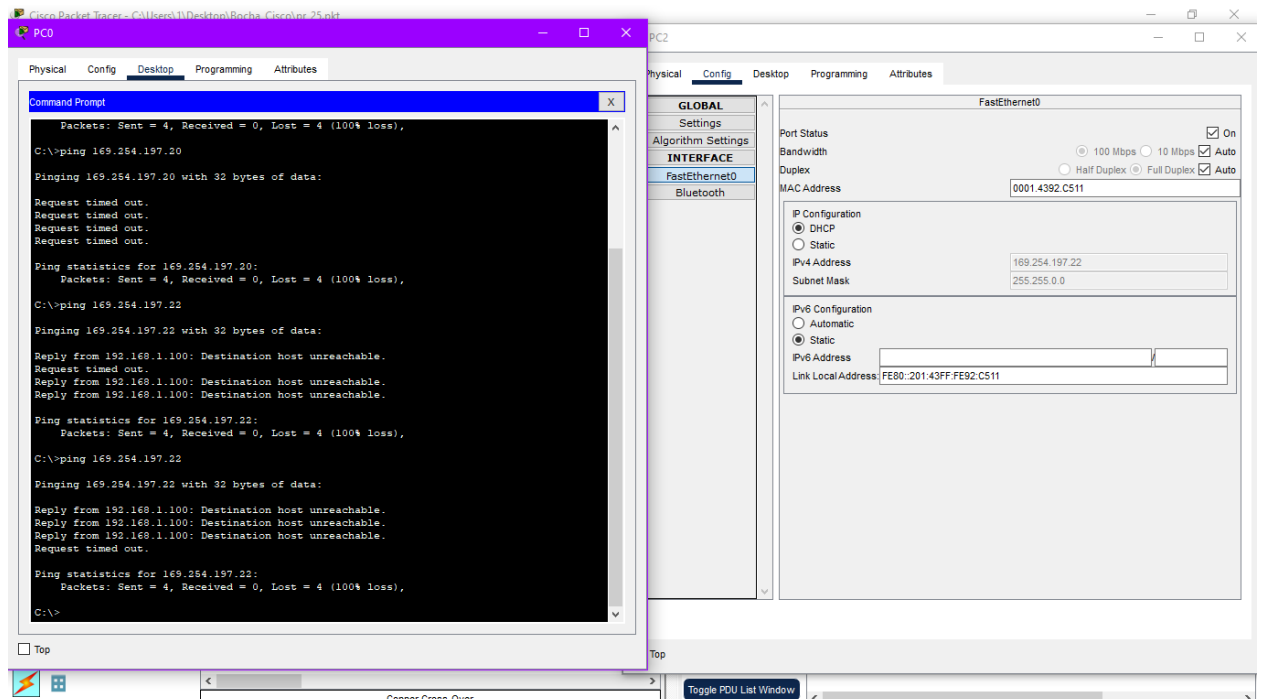 Cisco Packet Tracer - C:\Users\1\Desktop\Bocha_Cisco\pr_25.pkt
PC0
Physical Config Desktop Programming Attributes
Command Prompt X
Packets: Sent = 4, Received = 0, Lost = 4 (100% loss),
C:\>ping 169.254.197.20
Pinging 169.254.197.20 with 32 bytes of data:
Request timed out.
Request timed out.
Request timed out.
Request timed out.
Ping statistics for 169.254.197.20:
Packets: Sent = 4, Received = 0, Lost = 4 (100% loss),
C:\>ping 169.254.197.22
Pinging 169.254.197.22 with 32 bytes of data:
Reply from 192.168.1.100: Destination host unreachable.
Request timed out.
Reply from 192.168.1.100: Destination host unreachable.
Reply from 192.168.1.100: Destination host unreachable.
Ping statistics for 169.254.197.22:
Packets: Sent = 4, Received = 0, Lost = 4 (100% loss),
C:\>ping 169.254.197.22
Pinging 169.254.197.22 with 32 bytes of data:
Reply from 192.168.1.100: Destination host unreachable.
Reply from 192.168.1.100: Destination host unreachable.
Reply from 192.168.1.100: Destination host unreachable.
Request timed out.
Ping statistics for 169.254.197.22:
Packets: Sent = 4, Received = 0, Lost = 4 (100% loss),
C:\>
Top
PC2
Physical Config Desktop Programming Attributes
GLOBAL
Settings
Algorithm Settings
INTERFACE
FastEthernet0
Bluetooth
FastEthernet0
Port Status On
Bandwidth 100 Mbps 10 Mbps Auto
Duplex Half Duplex Full Duplex Auto
MAC Address 0001.4392.C511
IP Configuration
DHCP
Static
IPv4 Address 169.254.197.22
Subnet Mask 255.255.0.0
IPv6 Configuration
Automatic
Static
IPv6 Address /
Link Local Address: FE80::201:43FF:FE92:C511
Top
Copper Cross-Over
Toggle PDU List Window